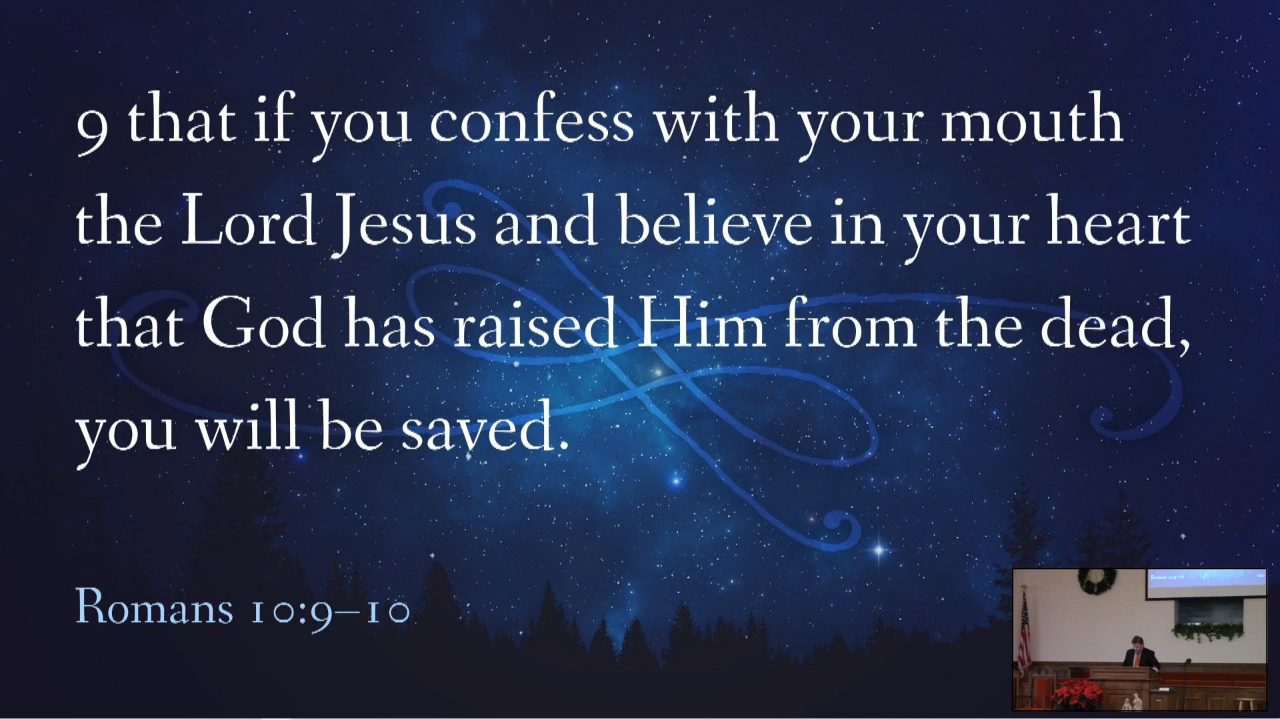 9 that if you confess with your mouth
the Lord Jesus and believe in your heart
that God has raised Him from the dead,
you will be saved.
Romans 10:9–10